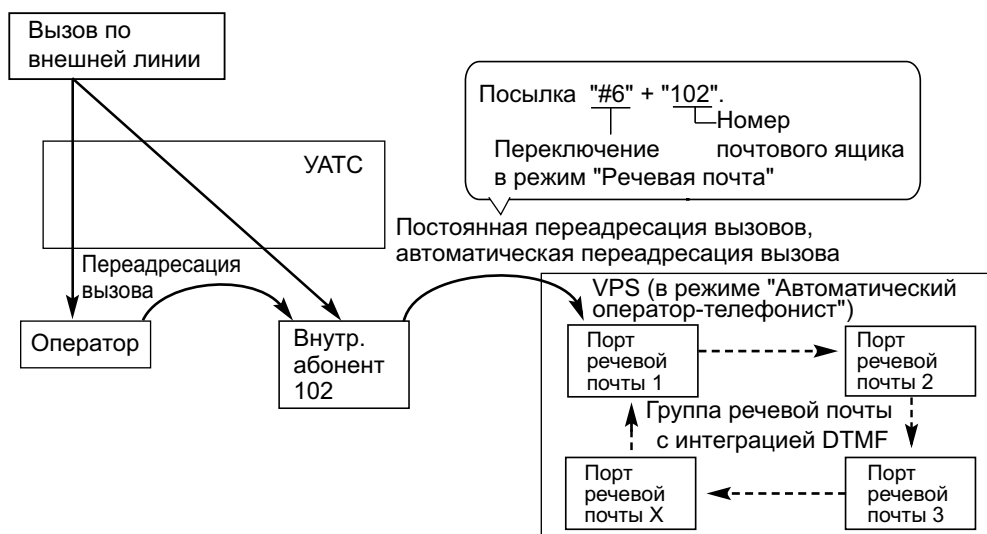 Вызов по
внешней линии
Посылка "#6" + "102".
Номер
почтового ящика
Переключение
в режим "Речевая почта"
УАТС
Постоянная переадресация вызовов,
автоматическая переадресация вызова
Переадресация
вызова
Оператор
Внутр.
абонент
102
VPS (в режиме "Автоматический
оператор-телефонист")
Порт
речевой
почты 1
Порт
речевой
почты 2
Группа речевой почты
с интеграцией DTMF
Порт
речевой
почты X
Порт
речевой
почты 3